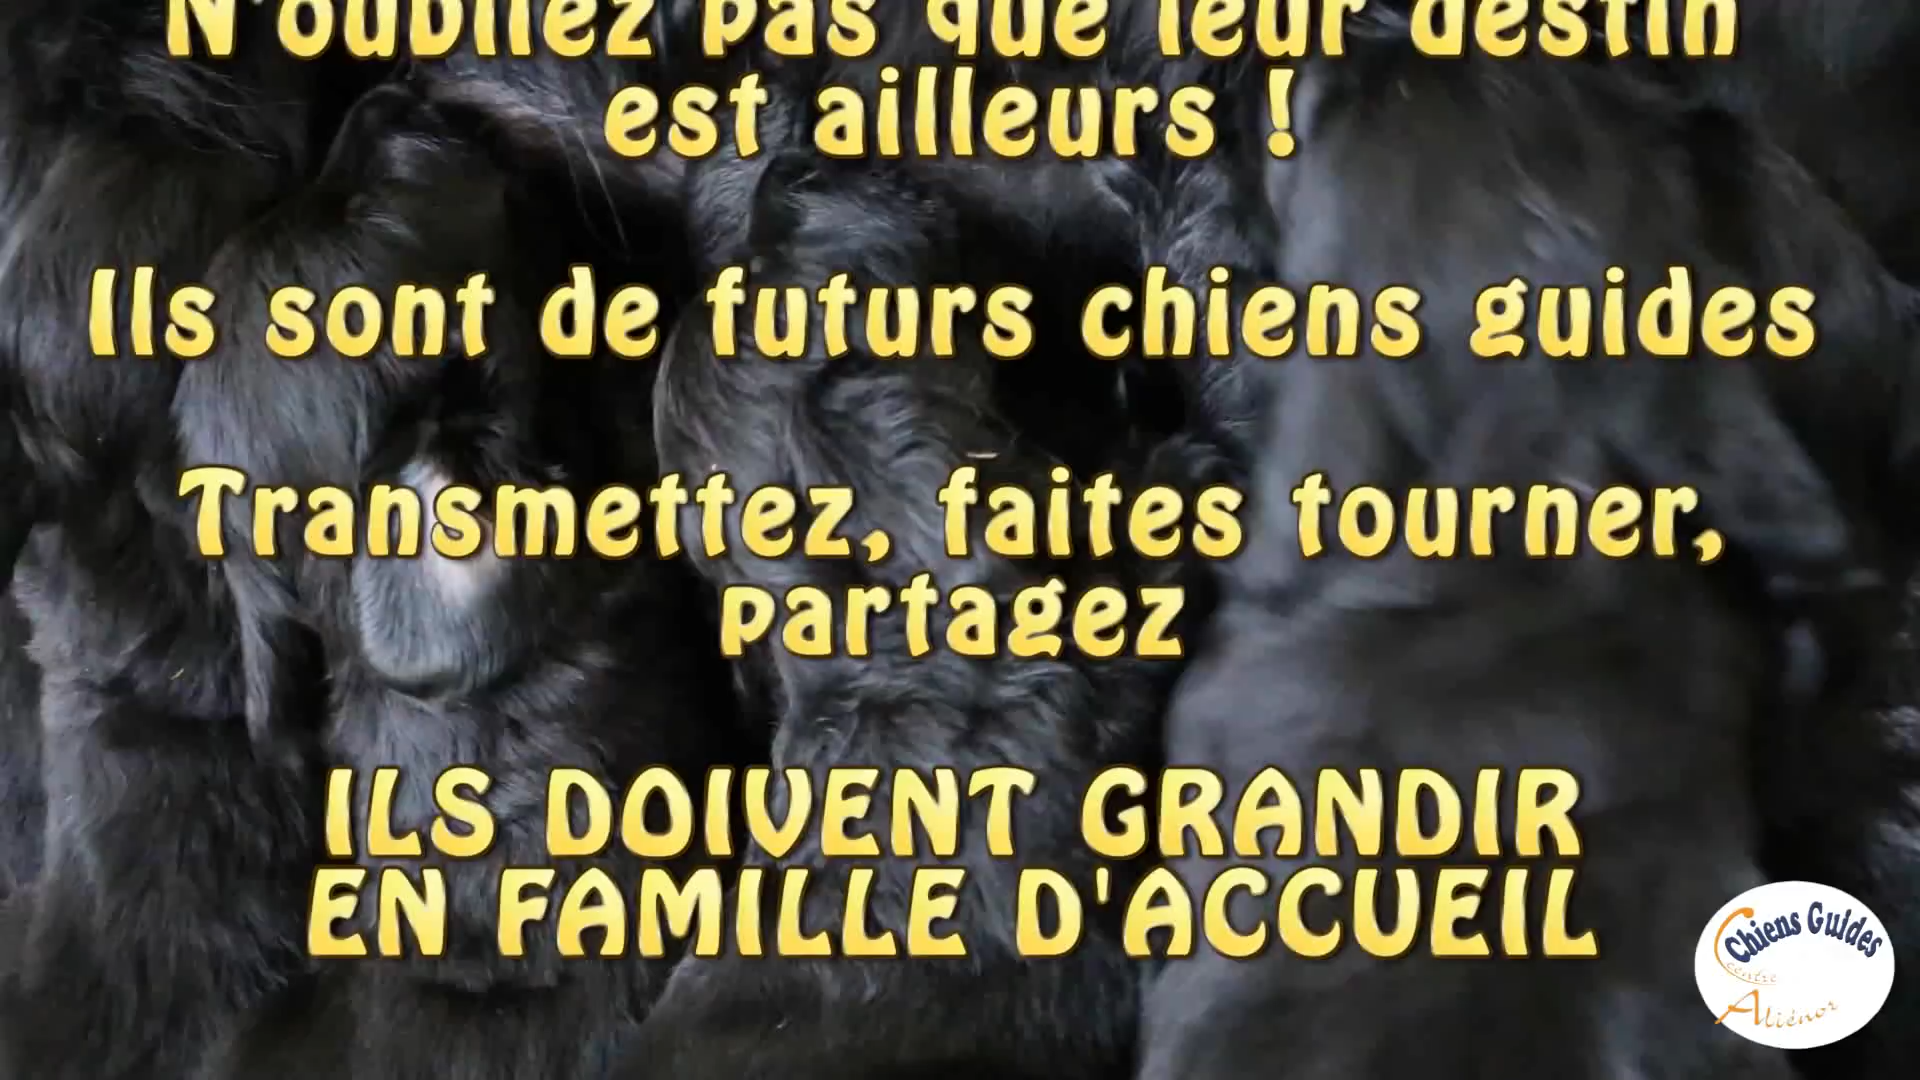 N'oubliez pas que leur destin
est ailleurs !
Ils sont de futurs chiens guides
Transmettez, faites tourner,
partagez
ILS DOIVENT GRANDIR
EN FAMILLE D'ACCUEIL
Chiens Guides
Centre
Aliénor